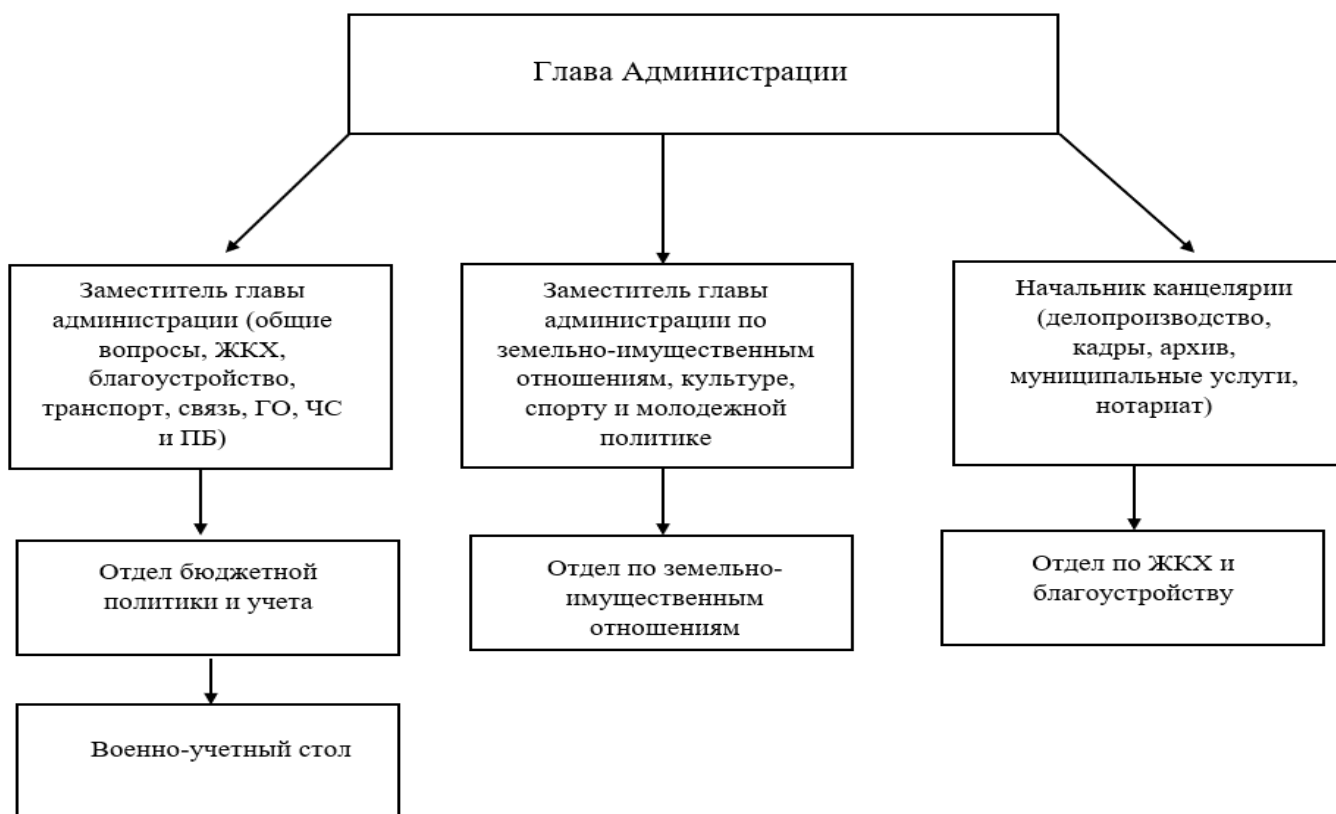 Глава Администрации
Заместитель главы
администрации (общие
вопросы, ЖКХ,
благоустройство,
транспорт, связь, ГО, ЧС
и ПБ)
Заместитель главы
администрации по
земельно-имущественным
отношениям, культуре,
спорту и молодежной
политике
Начальник канцелярии
(делопроизводство,
кадры, архив,
муниципальные услуги,
нотариат)
Отдел бюджетной
политики и учета
Отдел по земельно-
имущественным
отношениям
Отдел по ЖКХ и
благоустройству
Военно-учетный стол